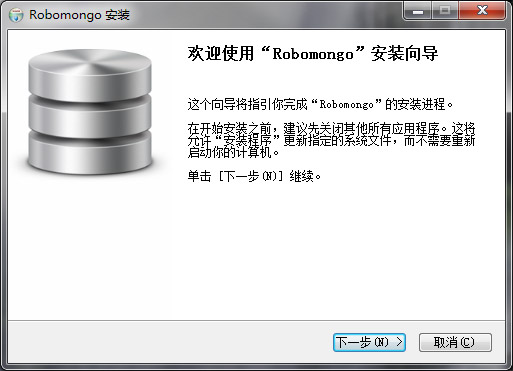 Robomongo 安装
欢迎使用“Robomongo”安装向导
这个向导将指引你完成“Robomongo”的安装进程。
在开始安装之前，建议先关闭其他所有应用程序。这将
允许“安装程序”更新指定的系统文件，而不需要重新
启动你的计算机。
单击 [下一步(N)] 继续。
下一步(N) >
取消(C)